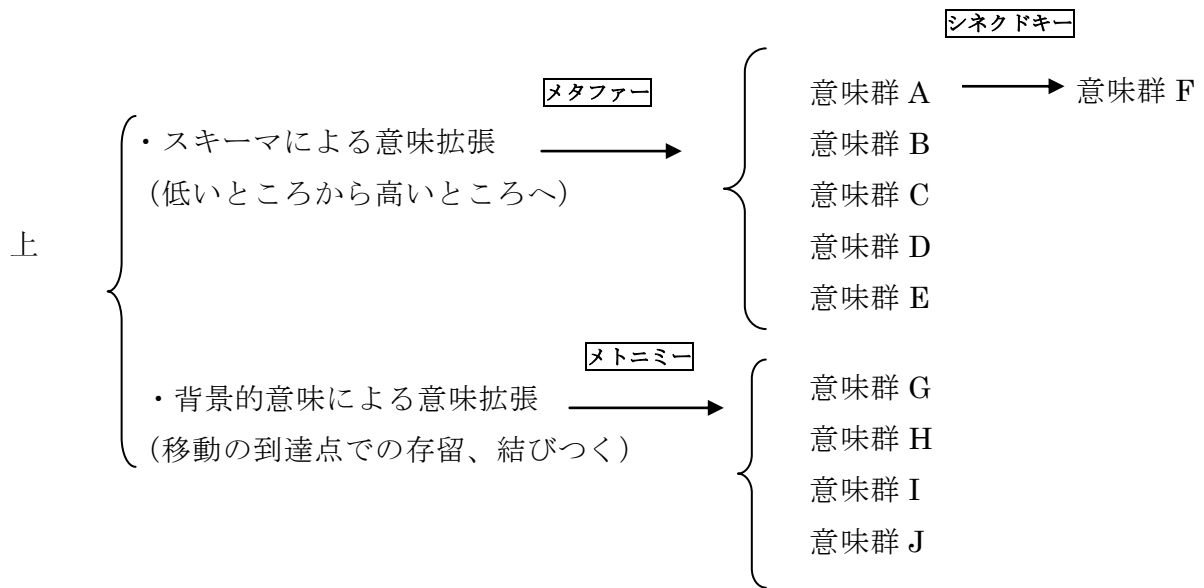 シネクドキー
メタファー
意味群 A
意味群 F
・スキーマによる意味拡張
意味群 B
(低いところから高いところへ)
意味群 C
上
意味群 D
意味群 E
メトニミー
・背景的意味による意味拡張
意味群 G
(移動の到達点での存留、結びつく)
意味群 H
意味群 I
意味群 J